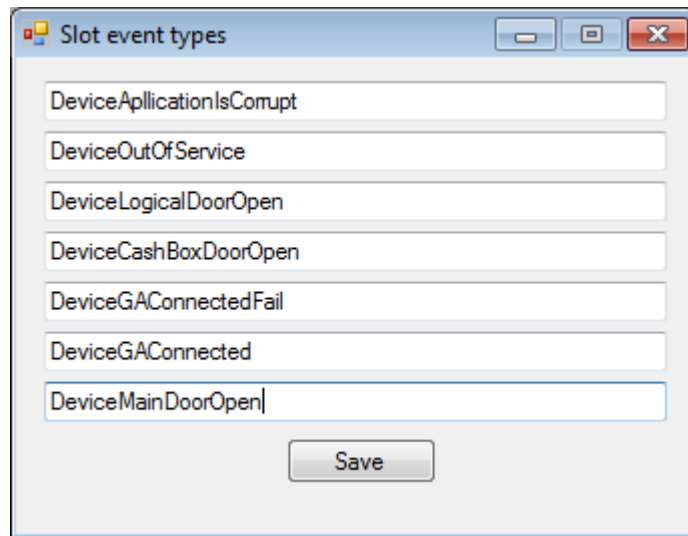 Slot event types
DeviceApllicationIsCorrupt
DeviceOutOfService
DeviceLogicalDoorOpen
DeviceCashBoxDoorOpen
DeviceGAConnectedFail
DeviceGAConnected
DeviceMainDoorOpen
Save